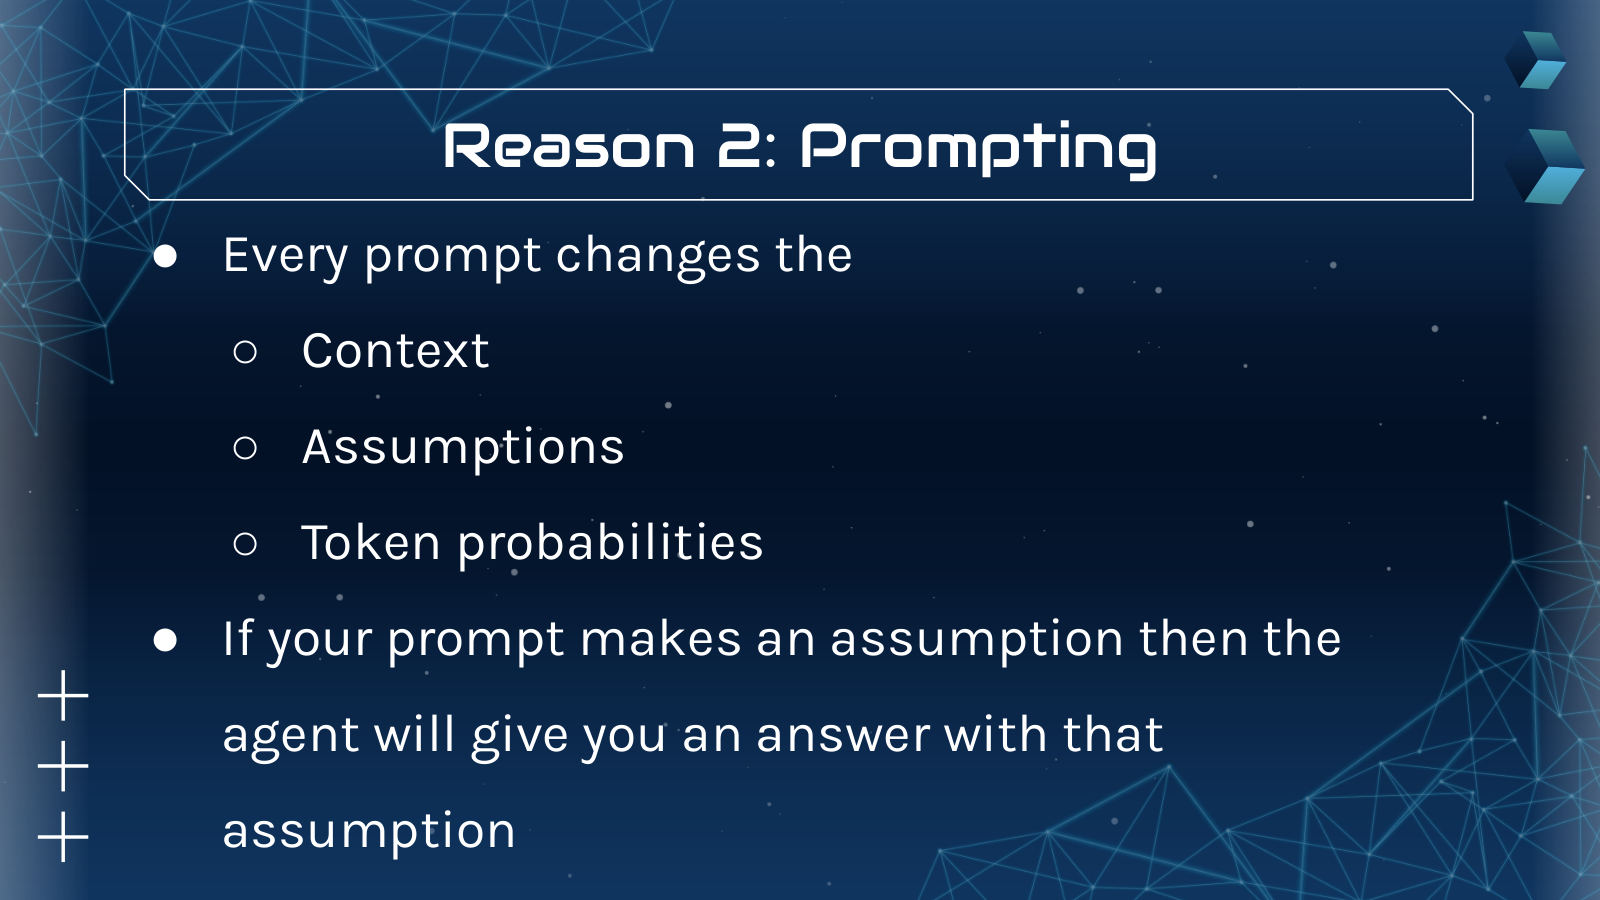 Reason 2: Prompting
● Every prompt changes the
○ Context
○ Assumptions
○ Token probabilities
● If your prompt makes an assumption then the
agent will give you an answer with that
assumption